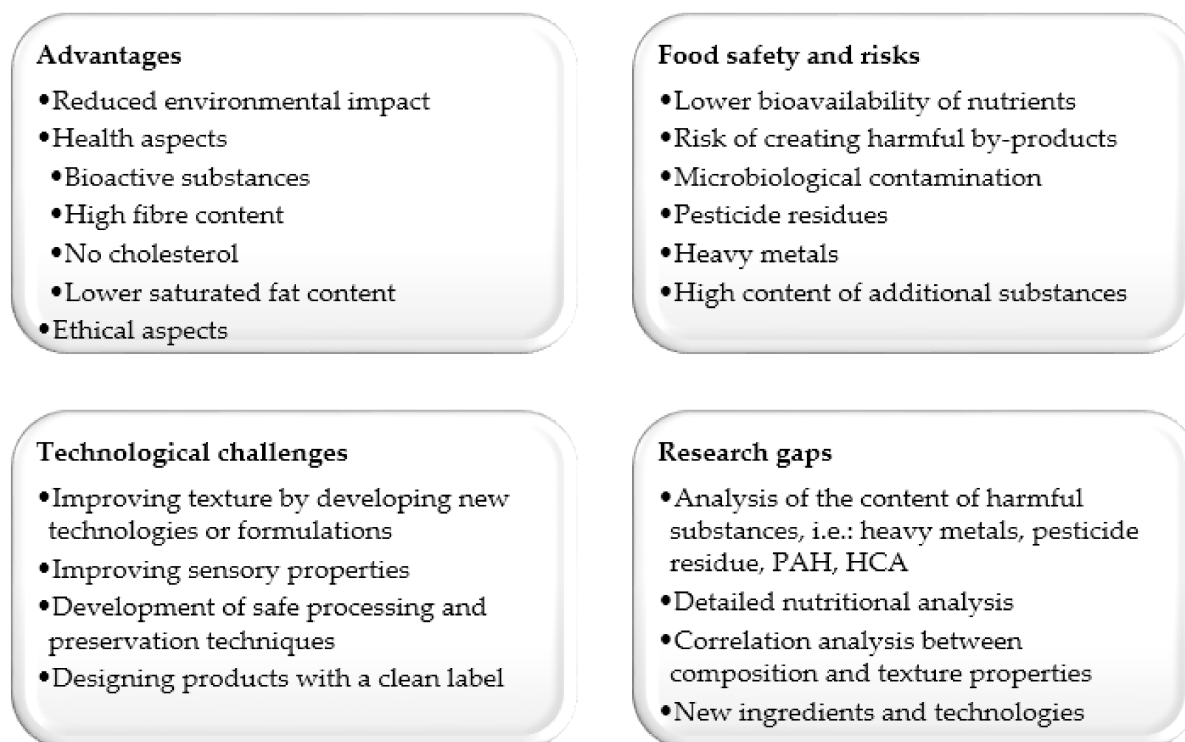 Advantages
•Reduced environmental impact
•Health aspects
•Bioactive substances
•High fibre content
•No cholesterol
•Lower saturated fat content
•Ethical aspects
Food safety and risks
•Lower bioavailability of nutrients
•Risk of creating harmful by-products
•Microbiological contamination
•Pesticide residues
•Heavy metals
•High content of additional substances
Technological challenges
•Improving texture by developing new
technologies or formulations
•Improving sensory properties
•Development of safe processing and
preservation techniques
•Designing products with a clean label
Research gaps
•Analysis of the content of harmful
substances, i.e.: heavy metals, pesticide
residue, PAH, HCA
•Detailed nutritional analysis
•Correlation analysis between
composition and texture properties
•New ingredients and technologies